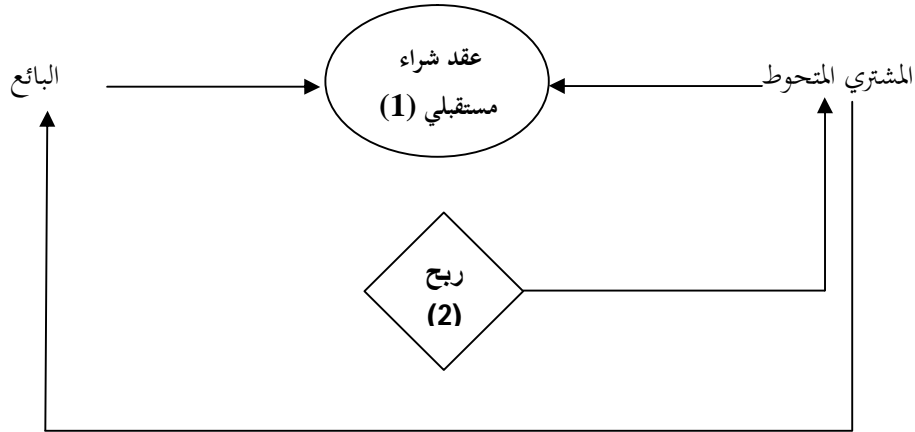 عقد شراء
مستقبلي (1)
المشتري المتحوط
البائع
ربح
(2)